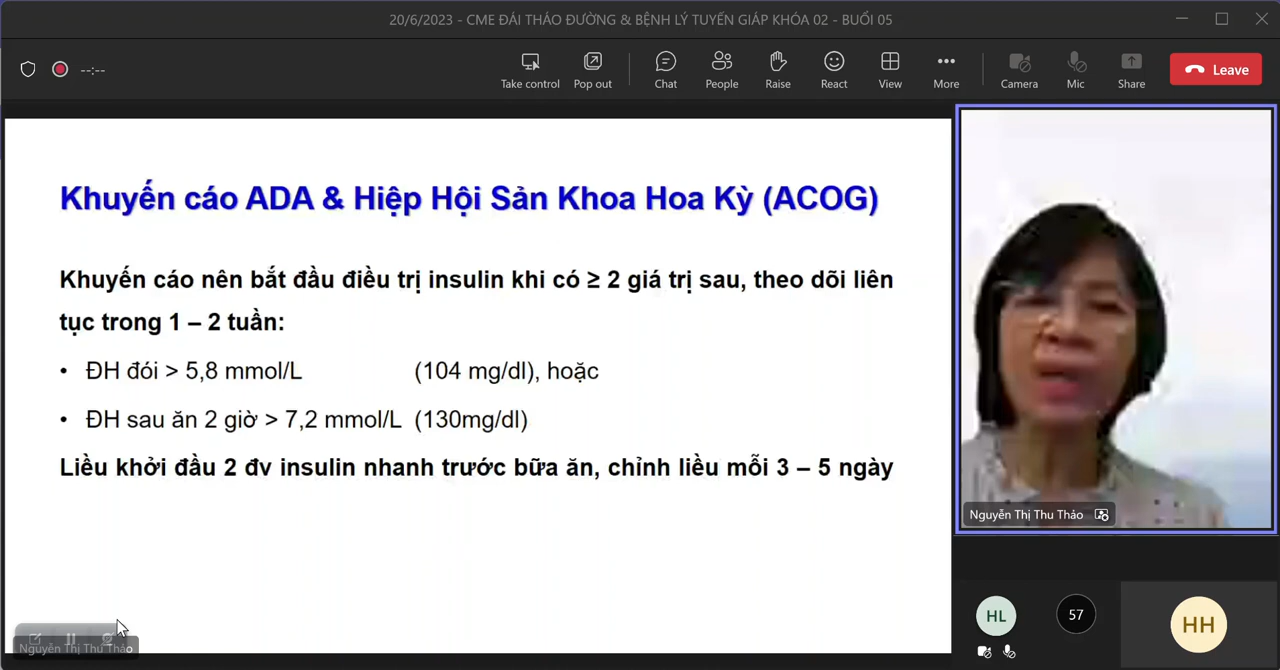 20/6/2023 - CME ĐÁI THÁO ĐƯỜNG & BỆNH LÝ TUYẾN GIÁP KHÓA 02 - BUỔI 05
--:--
Take control
Pop out
Chat
People
Raise
React
View
More
Camera
Mic
Share
Leave
Khuyến cáo ADA & Hiệp Hội Sản Khoa Hoa Kỳ (ACOG)
Khuyến cáo nên bắt đầu điều trị insulin khi có ≥ 2 giá trị sau, theo dõi liên
tục trong 1 – 2 tuần:
• ĐH đói > 5,8 mmol/L (104 mg/dl), hoặc
• ĐH sau ăn 2 giờ > 7,2 mmol/L (130mg/dl)
Liều khởi đầu 2 đv insulin nhanh trước bữa ăn, chỉnh liều mỗi 3 – 5 ngày
Nguyễn Thị Thu Thảo
Nguyễn Thị Thu Thảo
HL
57
HH